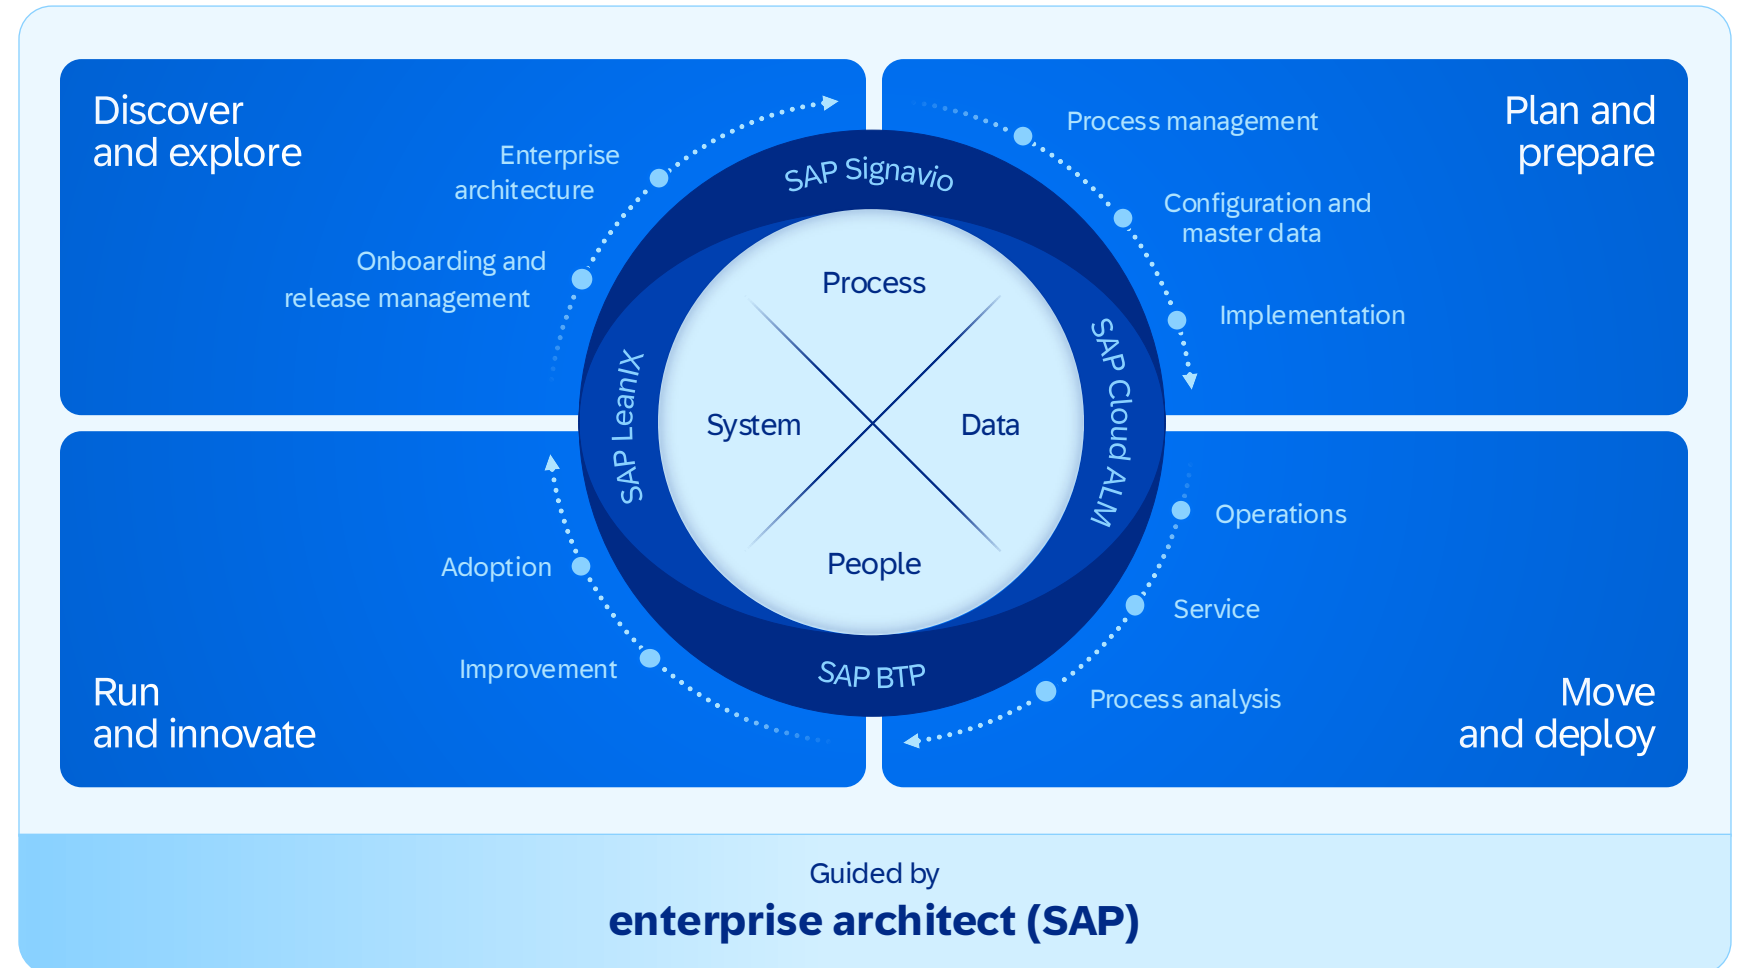 Discover
and explore
Enterprise
architecture
Onboarding and
release management
Plan and
prepare
Process management
Configuration and
master data
Implementation
SAP Signavio
SAP LeanIX
SAP Cloud ALM
SAP BTP
Process
System
Data
People
Run
and innovate
Adoption
Improvement
Move
and deploy
Operations
Service
Process analysis
Guided by
enterprise architect (SAP)